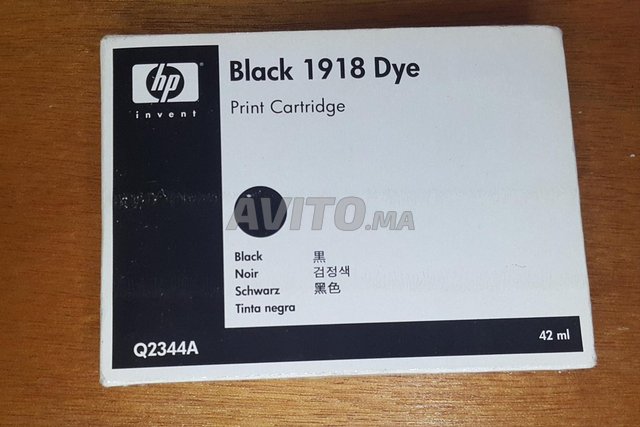 hp
invent
Black 1918 Dye
Print Cartridge
AVITO.MA
Black 黒
Noir 검정색
Schwarz 黑色
Tinta negra
Q2344A
42 ml